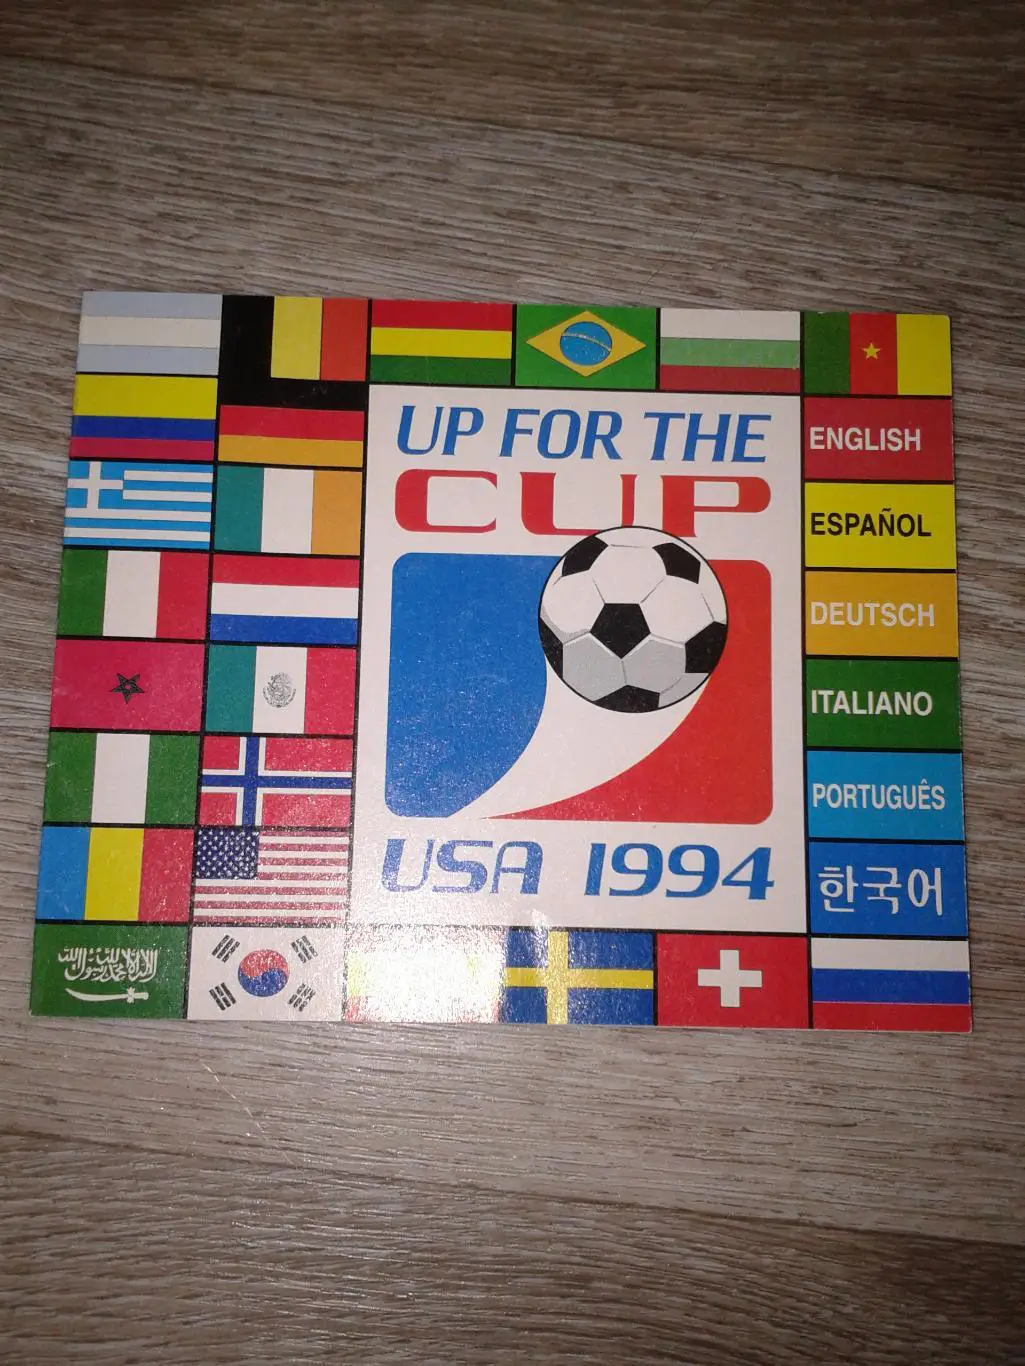 UP FOR THE
CUP
USA 1994
ENGLISH
ESPAÑOL
DEUTSCH
ITALIANO
PORTUGUÊS
한국어